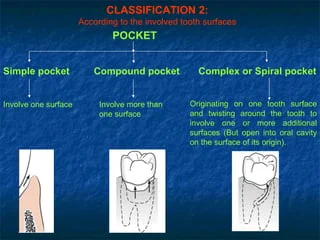 CLASSIFICATION 2:
According to the involved tooth surfaces
POCKET
Simple pocket
Compound pocket
Complex or Spiral pocket
Involve one surface
Involve more than
one surface
Originating on one tooth surface
and twisting around the tooth to
involve one or more additional
surfaces (But open into oral cavity
on the surface of its origin).